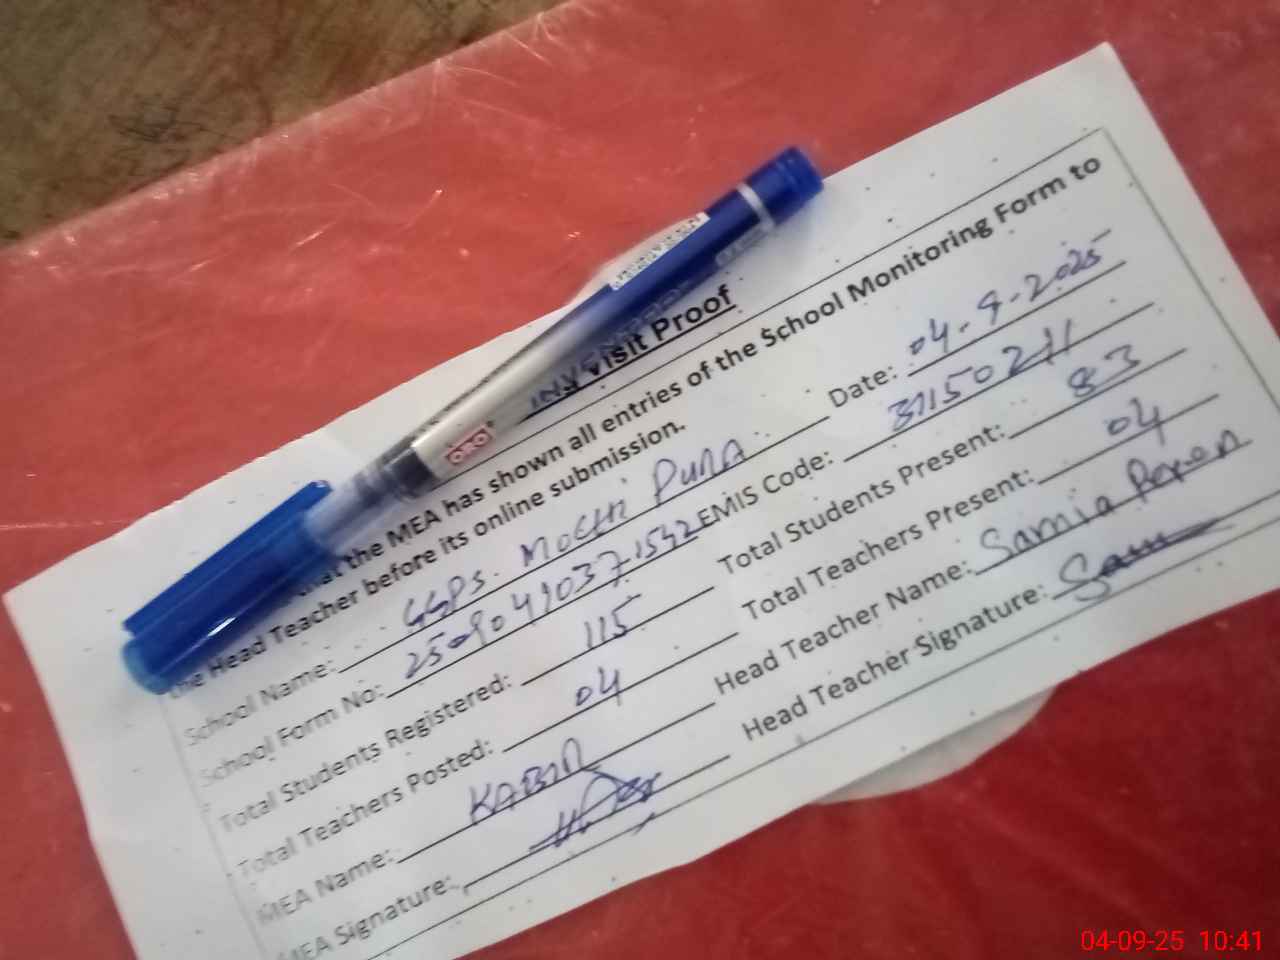 Visit Proof
that the MEA has shown all entries of the School Monitoring Form to
the Head Teacher before its online submission.
School Name: GGPS. MOCHI PURA Date: 04-9-2025
School Form No: EMIS Code: 31150211
Total Students Registered: 115 Total Students Present: 83
Total Teachers Posted: 04 Total Teachers Present: 04
MEA Name: KABIR Head Teacher Name: Samia
MEA Signature: Head Teacher Signature:
ORO
04-09-25 10:41